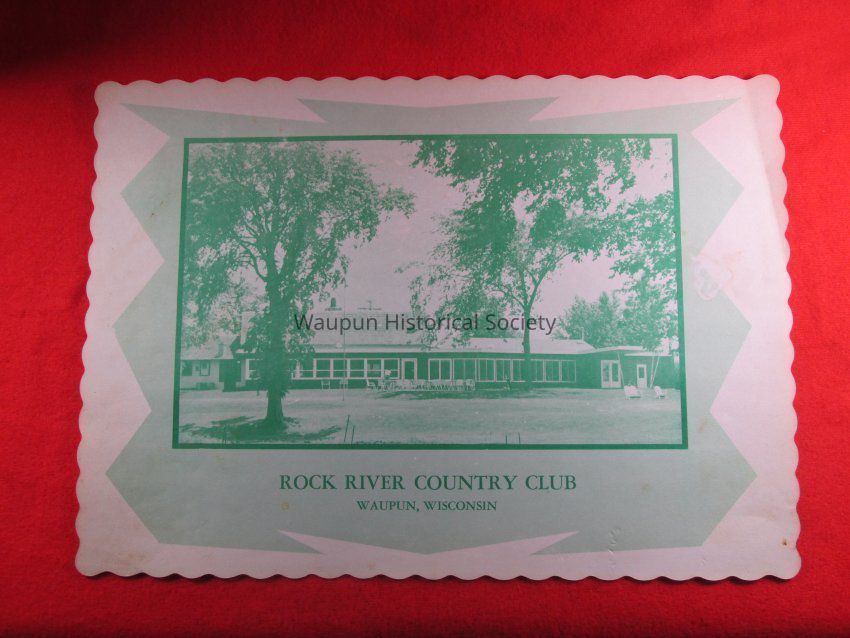 Waupun Historical Society
ROCK RIVER COUNTRY CLUB
WAUPUN, WISCONSIN